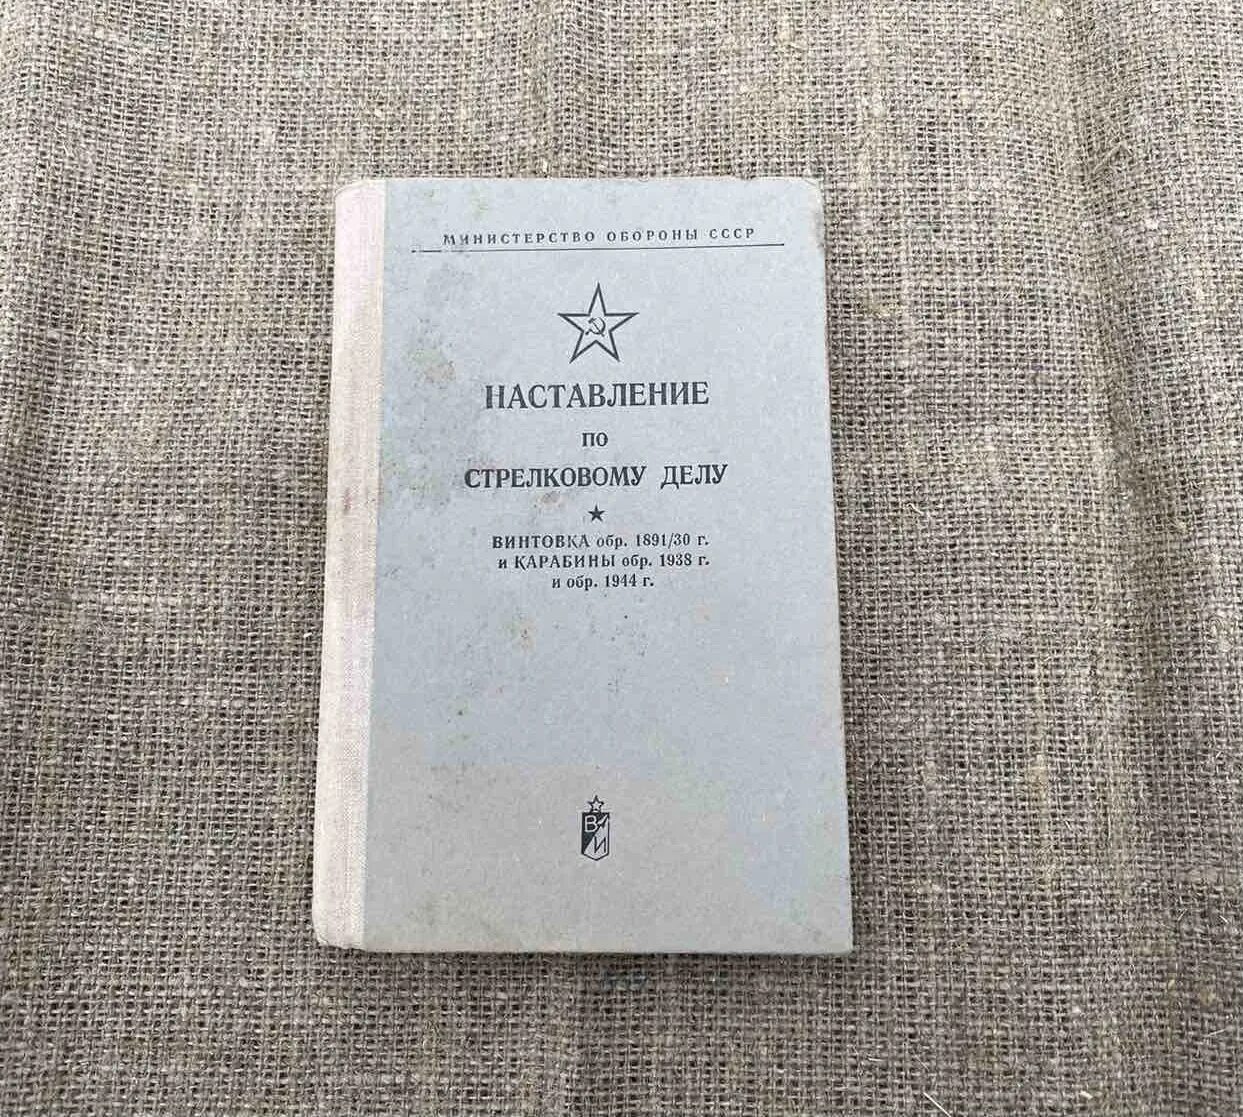 МИНИСТЕРСТВО ОБОРОНЫ СССР
НАСТАВЛЕНИЕ
ПО
СТРЕЛКОВОМУ ДЕЛУ
ВИНТОВКА обр. 1891/30 г.
и КАРАБИНЫ обр. 1938 г.
и обр. 1944 г.
В
И